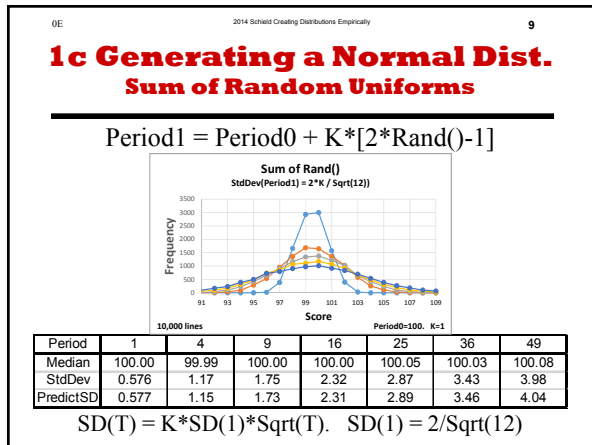 0E 2014 Schield Creating Distributions Empirically 9
1c Generating a Normal Dist.
Sum of Random Uniforms
Period1 = Period0 + K*[2*Rand()-1]
Sum of Rand()
StdDev(Period1) = 2*K / Sqrt(12))
Frequency
3500
3000
2500
2000
1500
1000
500
0
91 93 95 97 99 101 103 105 107 109
Score
10,000 lines Period0=100. K=1
Period 1 4 9 16 25 36 49
Median 100.00 99.99 100.00 100.00 100.05 100.03 100.08
StdDev 0.576 1.17 1.75 2.32 2.87 3.43 3.98
PredictSD 0.577 1.15 1.73 2.31 2.89 3.46 4.04
SD(T) = K*SD(1)*Sqrt(T). SD(1) = 2/Sqrt(12)